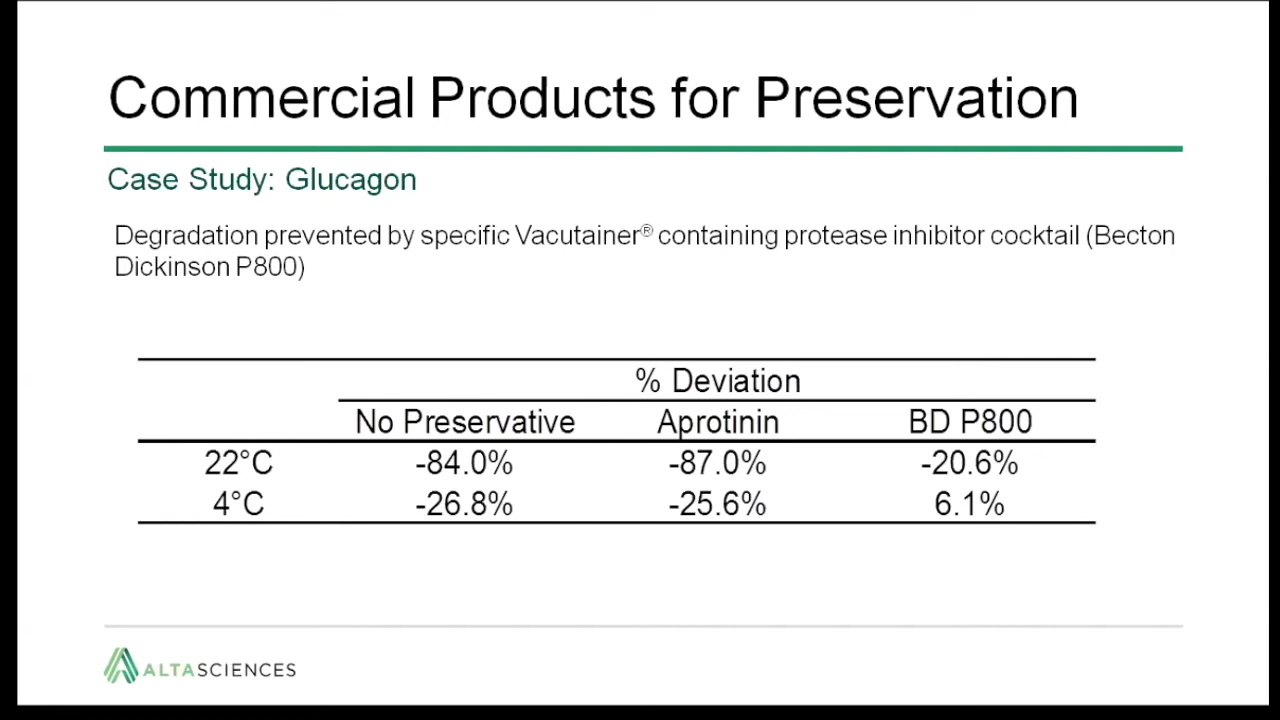 Commercial Products for Preservation
Case Study: Glucagon
Degradation prevented by specific Vacutainer® containing protease inhibitor cocktail (Becton
Dickinson P800)
% Deviation
No Preservative Aprotinin BD P800
22°C -84.0% -87.0% -20.6%
4°C -26.8% -25.6% 6.1%
ALTASCIENCES